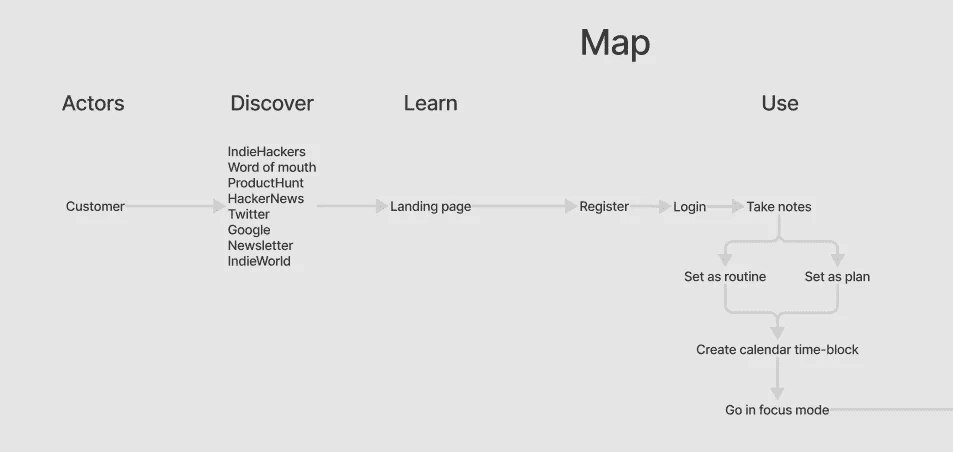 Map
Actors
Discover
Learn
Use
IndieHackers
Word of mouth
ProductHunt
HackerNews
Twitter
Google
Newsletter
IndieWorld
Customer
Landing page
Register
Login
Take notes
Set as routine
Set as plan
Create calendar time-block
Go in focus mode